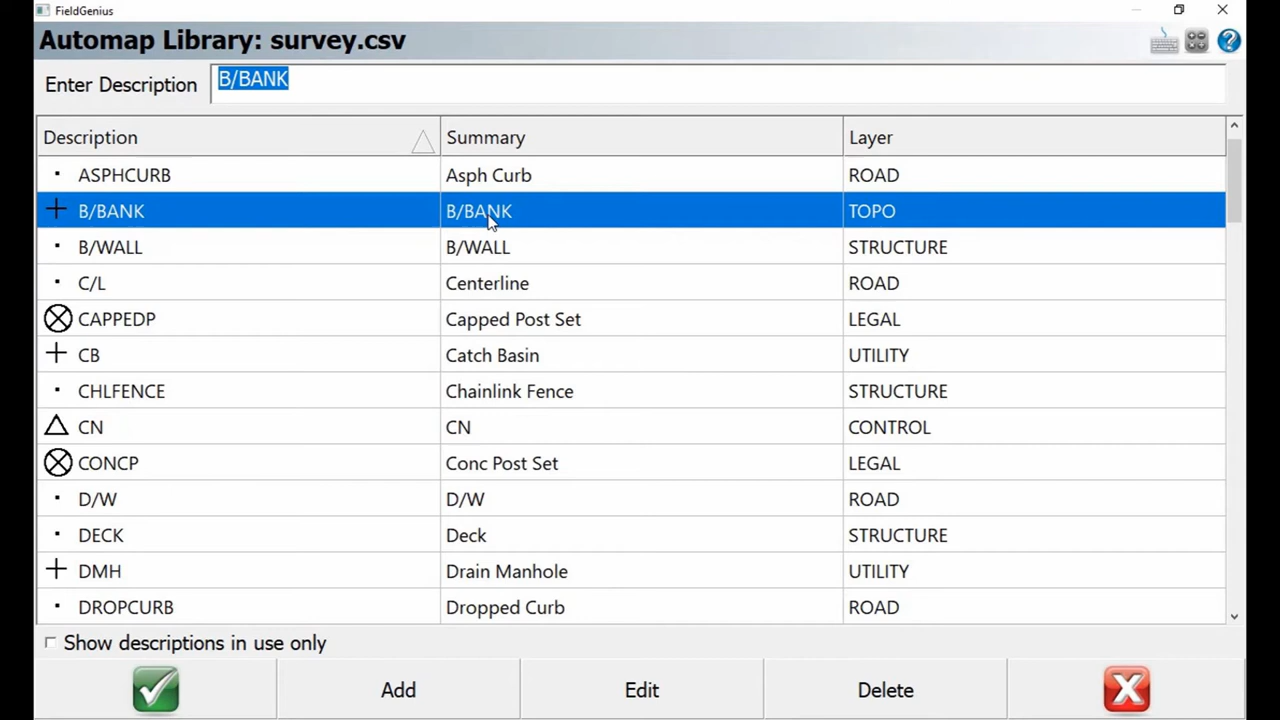 FieldGenius
Automap Library: survey.csv
Enter Description B/BANK
Description Summary Layer
ASPHCURB Asph Curb ROAD
B/BANK B/BANK TOPO
B/WALL B/WALL STRUCTURE
C/L Centerline ROAD
CAPPEDP Capped Post Set LEGAL
CB Catch Basin UTILITY
CHLFENCE Chainlink Fence STRUCTURE
CN CN CONTROL
CONCP Conc Post Set LEGAL
D/W D/W ROAD
DECK Deck STRUCTURE
DMH Drain Manhole UTILITY
DROPCURB Dropped Curb ROAD
Show descriptions in use only
Add Edit Delete